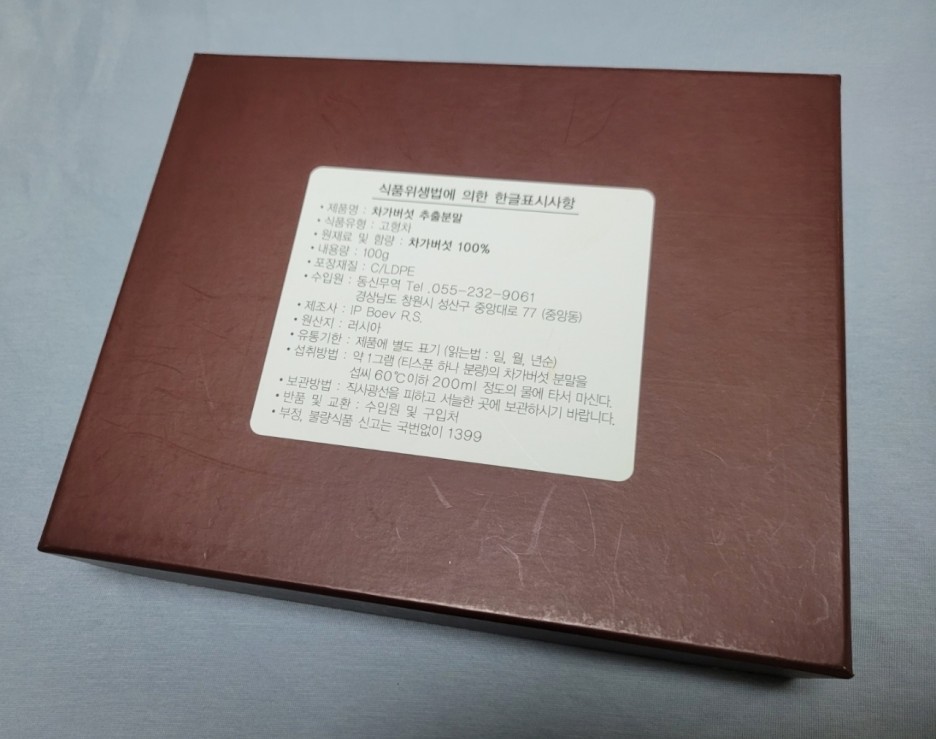 식품위생법에 의한 한글표시사항
• 제품명 : 차가버섯 추출분말
• 식품유형 : 고형차
• 원재료 및 함량 : 차가버섯 100%
• 내용량 : 100g
• 포장재질 : C/LDPE
• 수입원 : 동신무역 Tel .055-232-9061
경상남도 창원시 성산구 중앙대로 77 (중앙동)
• 제조사 : IP Boev R.S.
• 원산지 : 러시아
• 유통기한 : 제품에 별도 표기 (읽는법 : 일, 월, 년순)
• 섭취방법 : 약 1그램 (티스푼 하나 분량)의 차가버섯 분말을
섭씨 60℃이하 200ml 정도의 물에 타서 마신다.
• 보관방법 : 직사광선을 피하고 서늘한 곳에 보관하시기 바랍니다.
• 반품 및 교환 : 수입원 및 구입처
• 부정, 불량식품 신고는 국번없이 1399